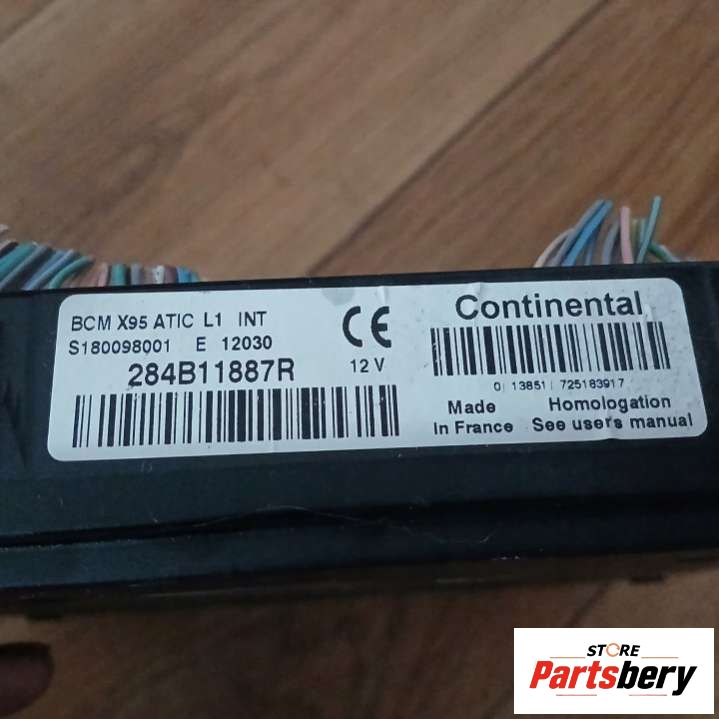 BCM X95 ATIC L1 INT
S180098001 E 12030
284B11887R
12 V
CE
Continental
0 13851 725183917
Made
In France
Homologation
See user's manual
STORE
Partsbery